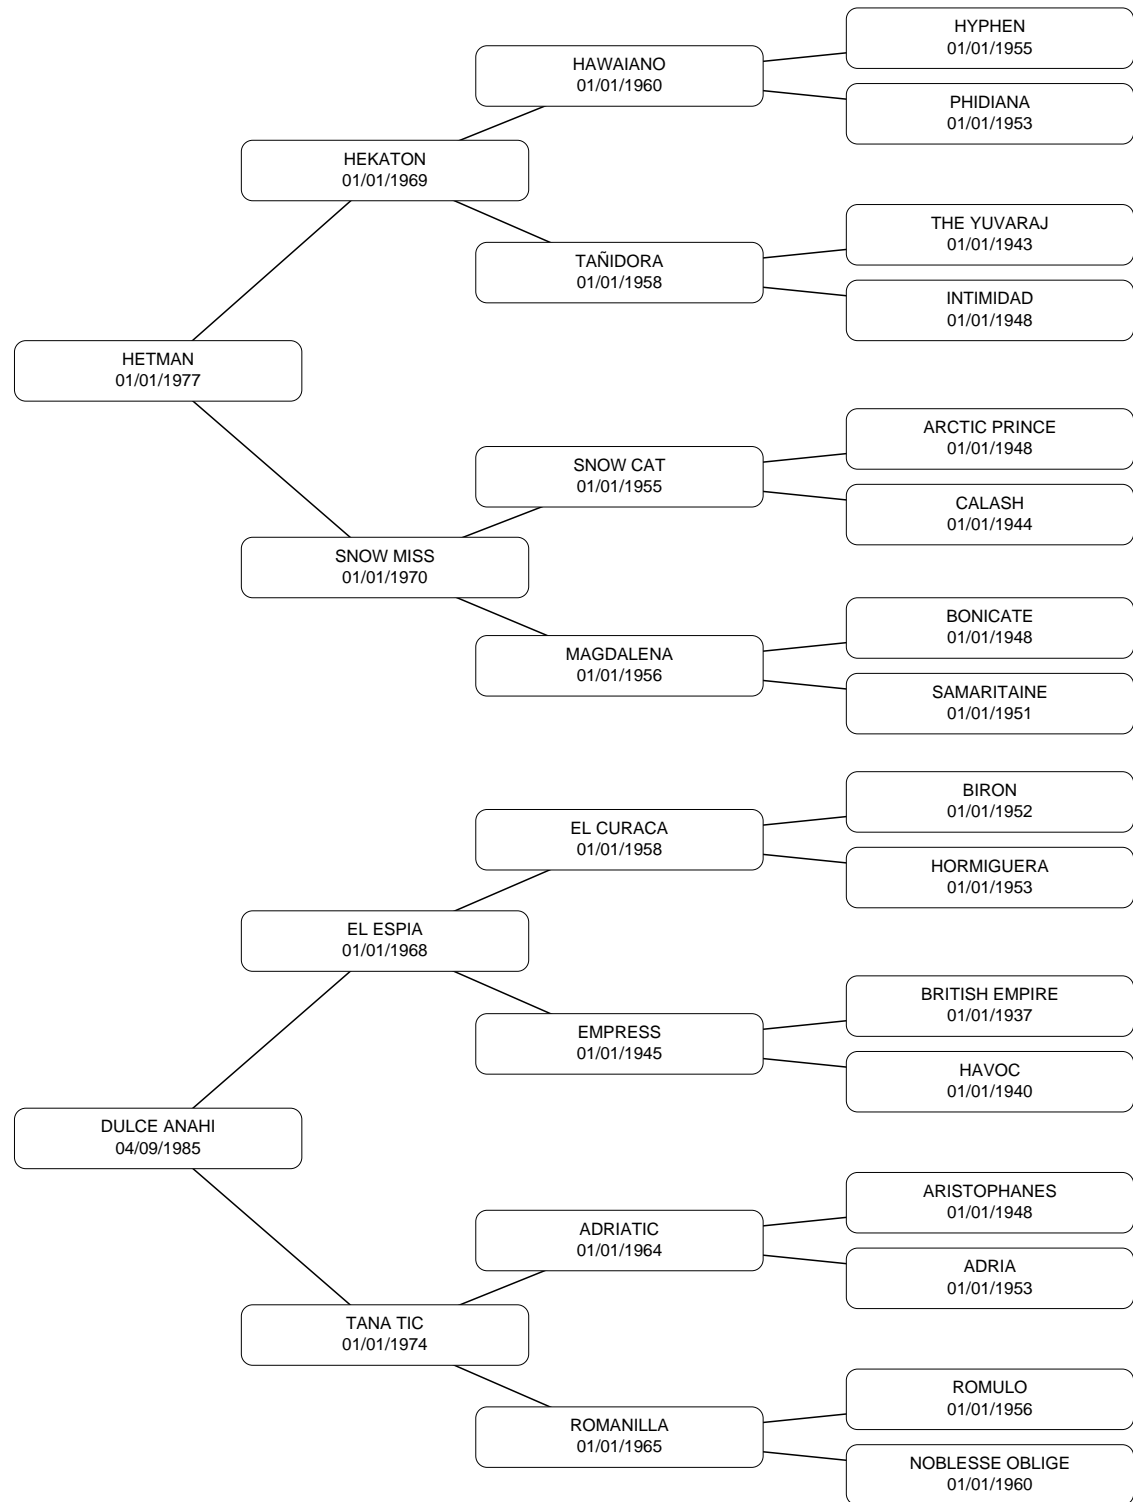 HYPHEN
01/01/1955
HAWAIANO
01/01/1960
PHIDIANA
01/01/1953
HEKATON
01/01/1969
THE YUVARAJ
01/01/1943
TAÑIDORA
01/01/1958
INTIMIDAD
01/01/1948
HETMAN
01/01/1977
ARCTIC PRINCE
01/01/1948
SNOW CAT
01/01/1955
CALASH
01/01/1944
SNOW MISS
01/01/1970
BONICATE
01/01/1948
MAGDALENA
01/01/1956
SAMARITAINE
01/01/1951
BIRON
01/01/1952
EL CURACA
01/01/1958
HORMIGUERA
01/01/1953
EL ESPIA
01/01/1968
BRITISH EMPIRE
01/01/1937
EMPRESS
01/01/1945
HAVOC
01/01/1940
DULCE ANAHI
04/09/1985
ARISTOPHANES
01/01/1948
ADRIATIC
01/01/1964
ADRIA
01/01/1953
TANA TIC
01/01/1974
ROMULO
01/01/1956
ROMANILLA
01/01/1965
NOBLESSE OBLIGE
01/01/1960